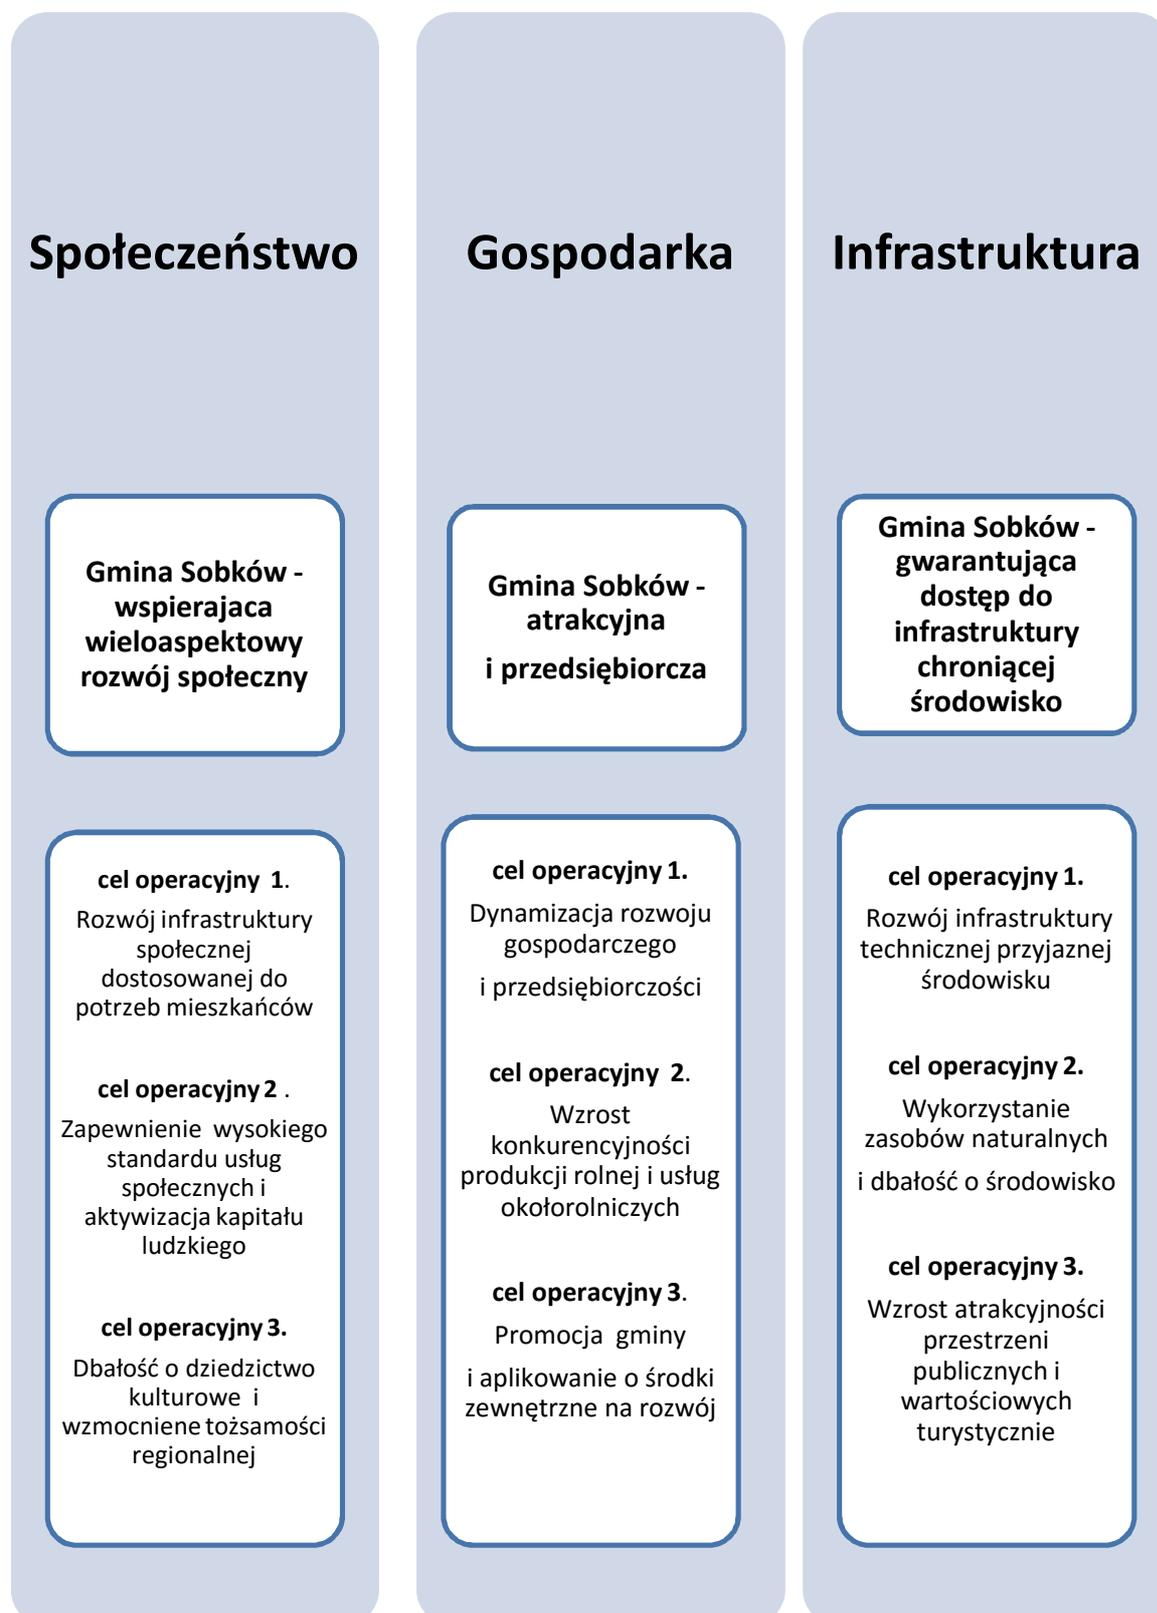 Społeczeństwo
Gmina Sobków -
wspierajaca
wieloaspektowy
rozwój społeczny
cel operacyjny 1.
Rozwój infrastruktury
społecznej
dostosowanej do
potrzeb mieszkańców
cel operacyjny 2 .
Zapewnienie wysokiego
standardu usług
społecznych i
aktywizacja kapitału
ludzkiego
cel operacyjny 3.
Dbałość o dziedzictwo
kulturowe i
wzmocniene tożsamości
regionalnej
Gospodarka
Gmina Sobków -
atrakcyjna
i przedsiębiorcza
cel operacyjny 1.
Dynamizacja rozwoju
gospodarczego
i przedsiębiorczości
cel operacyjny 2.
Wzrost
konkurencyjności
produkcji rolnej i usług
okołorolniczych
cel operacyjny 3.
Promocja gminy
i aplikowanie o środki
zewnętrzne na rozwój
Infrastruktura
Gmina Sobków -
gwarantująca
dostęp do
infrastruktury
chroniącej
środowisko
cel operacyjny 1.
Rozwój infrastruktury
technicznej przyjaznej
środowisku
cel operacyjny 2.
Wykorzystanie
zasobów naturalnych
i dbałość o środowisko
cel operacyjny 3.
Wzrost atrakcyjności
przestrzeni
publicznych i
wartościowych
turystycznie